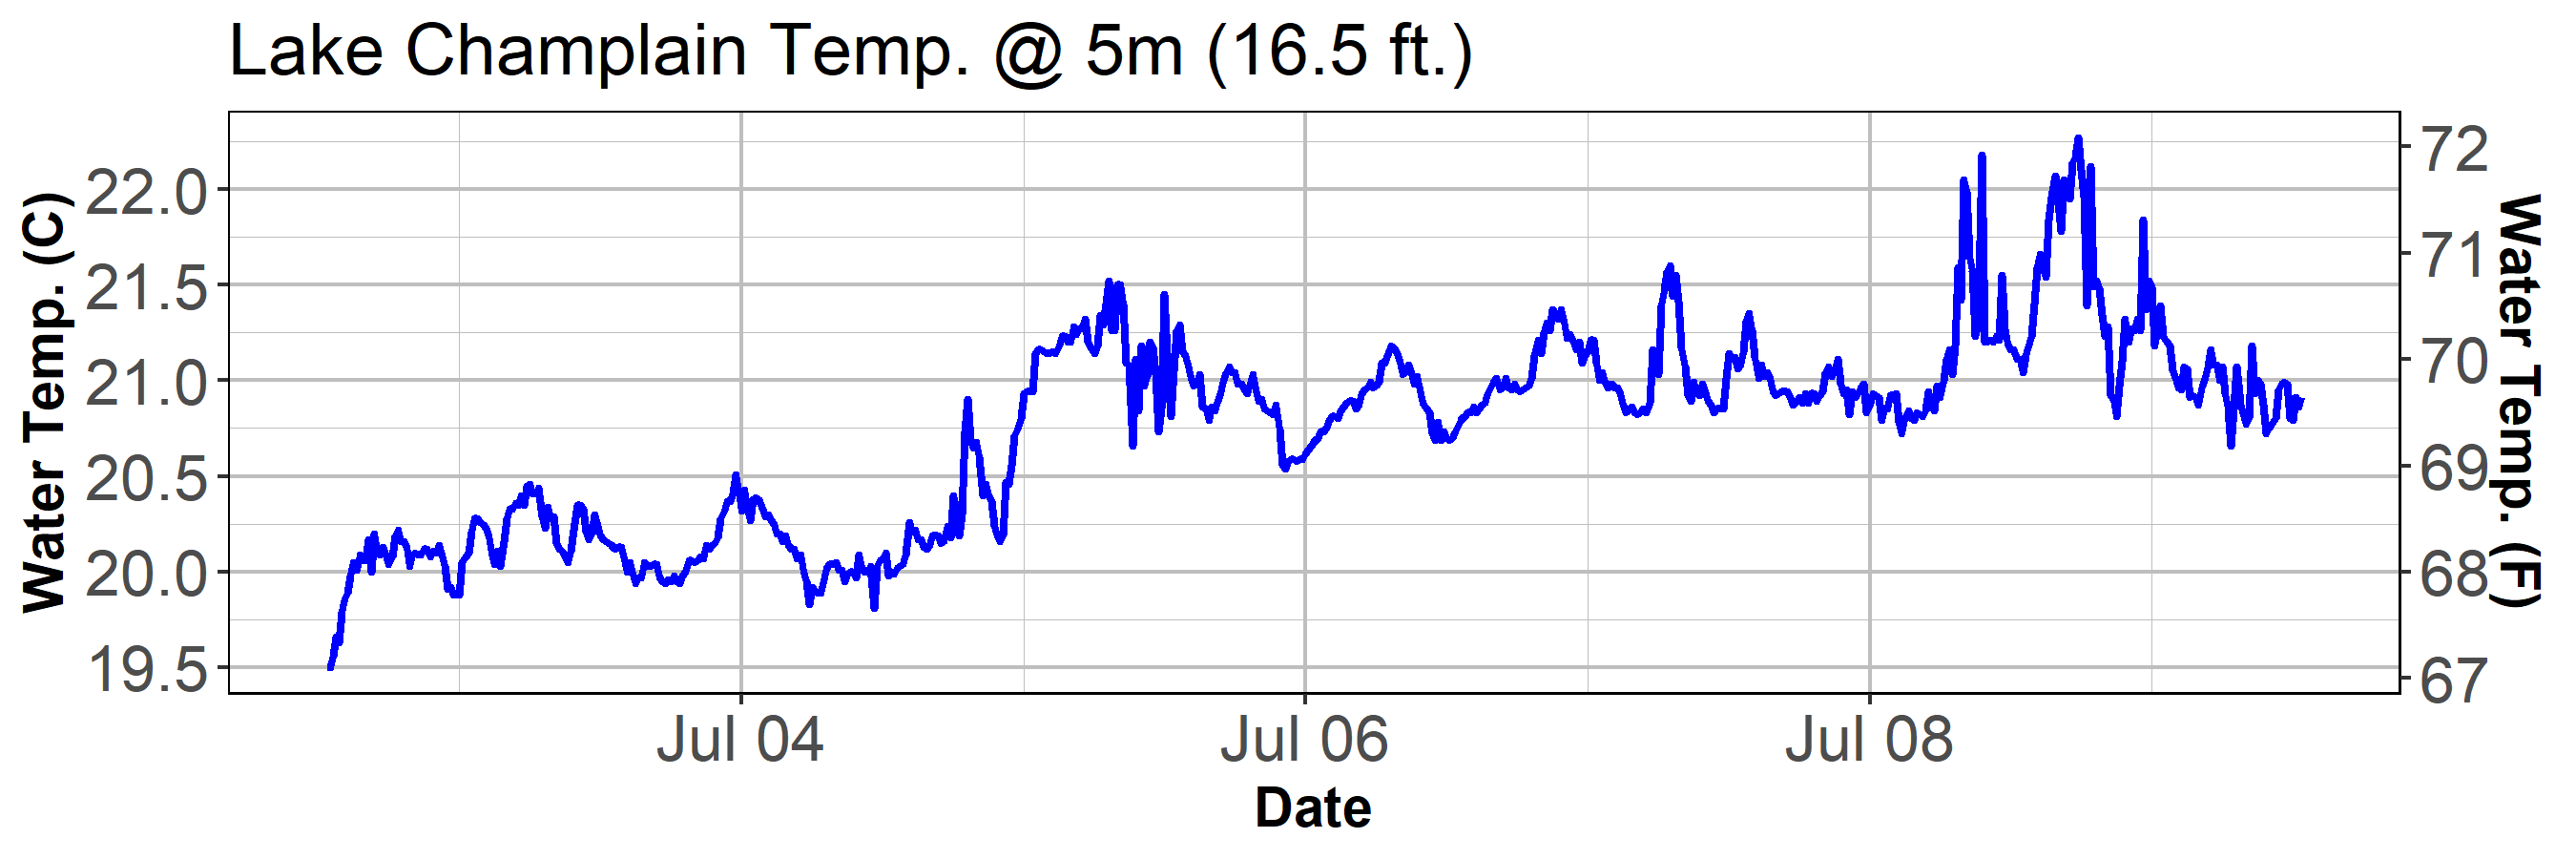 Lake Champlain Temp. @ 5m (16.5 ft.)
Water Temp. (C)
22.0
21.5
21.0
20.5
20.0
19.5
72
71
70
69
68
67
Water Temp. (F)
Jul 04 Jul 06 Jul 08
Date